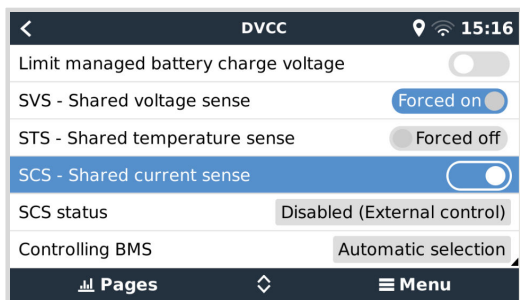 DVCC 15:16
Limit managed battery charge voltage
SVS - Shared voltage sense Forced on
STS - Shared temperature sense Forced off
SCS - Shared current sense
SCS status Disabled (External control)
Controlling BMS Automatic selection
Pages Menu